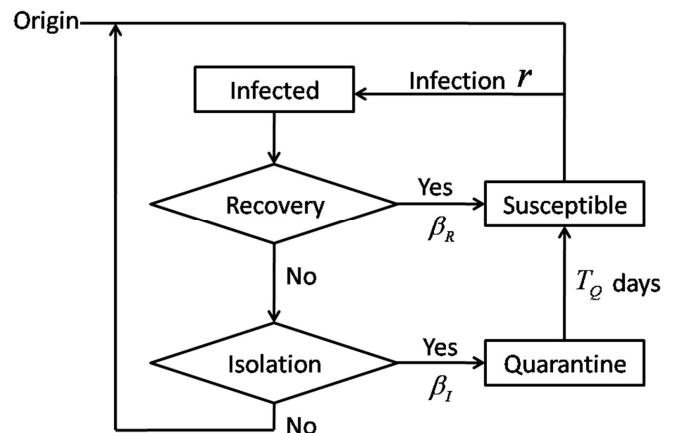 Origin
Infected
Infection r
Recovery
Yes
β_R
Susceptible
No
T_Q days
Isolation
Yes
β_I
Quarantine
No